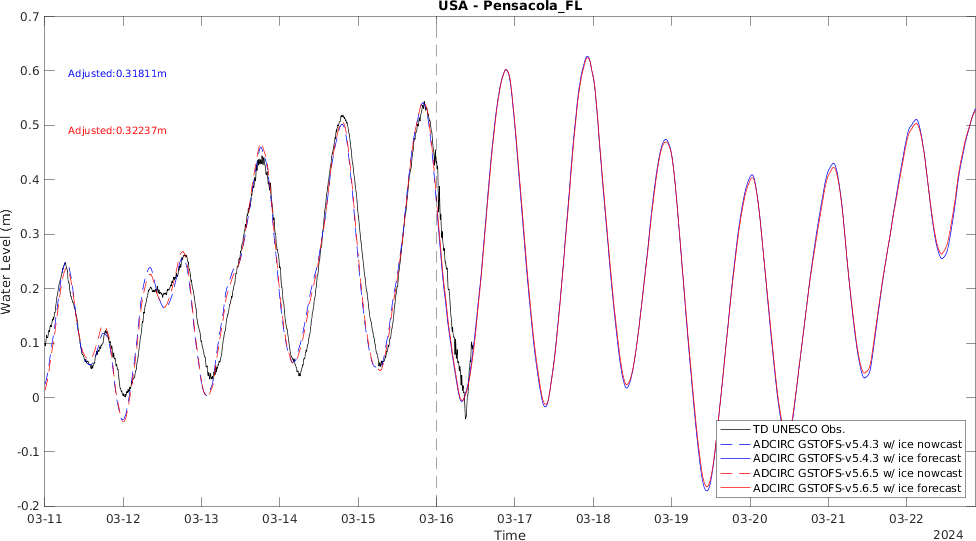 USA - Pensacola_FL
0.7
0.6
0.5
0.4
0.3
0.2
0.1
0
-0.1
-0.2
Water Level (m)
Adjusted:0.31811m
Adjusted:0.32237m
TD UNESCO Obs.
ADCIRC GSTOFS-v5.4.3 w/ ice nowcast
ADCIRC GSTOFS-v5.4.3 w/ ice forecast
ADCIRC GSTOFS-v5.6.5 w/ ice nowcast
ADCIRC GSTOFS-v5.6.5 w/ ice forecast
03-11 03-12 03-13 03-14 03-15 03-16 03-17 03-18 03-19 03-20 03-21 03-22
Time
2024